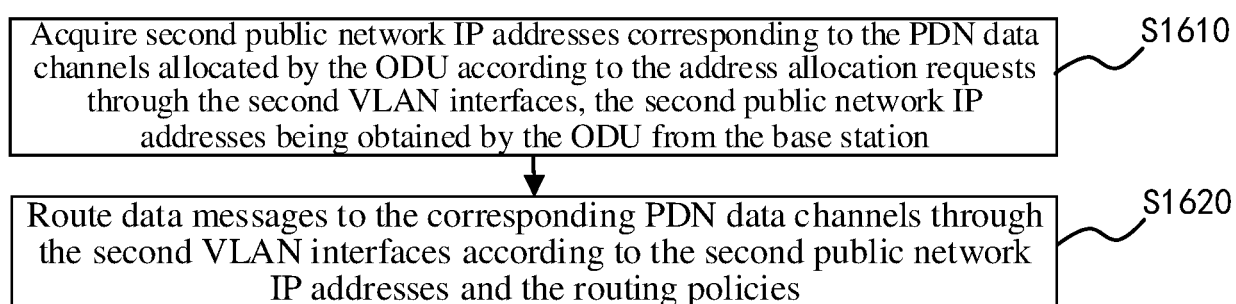 Acquire second public network IP addresses corresponding to the PDN data
channels allocated by the ODU according to the address allocation requests
through the second VLAN interfaces, the second public network IP
addresses being obtained by the ODU from the base station
S1610
Route data messages to the corresponding PDN data channels through
the second VLAN interfaces according to the second public network
IP addresses and the routing policies
S1620